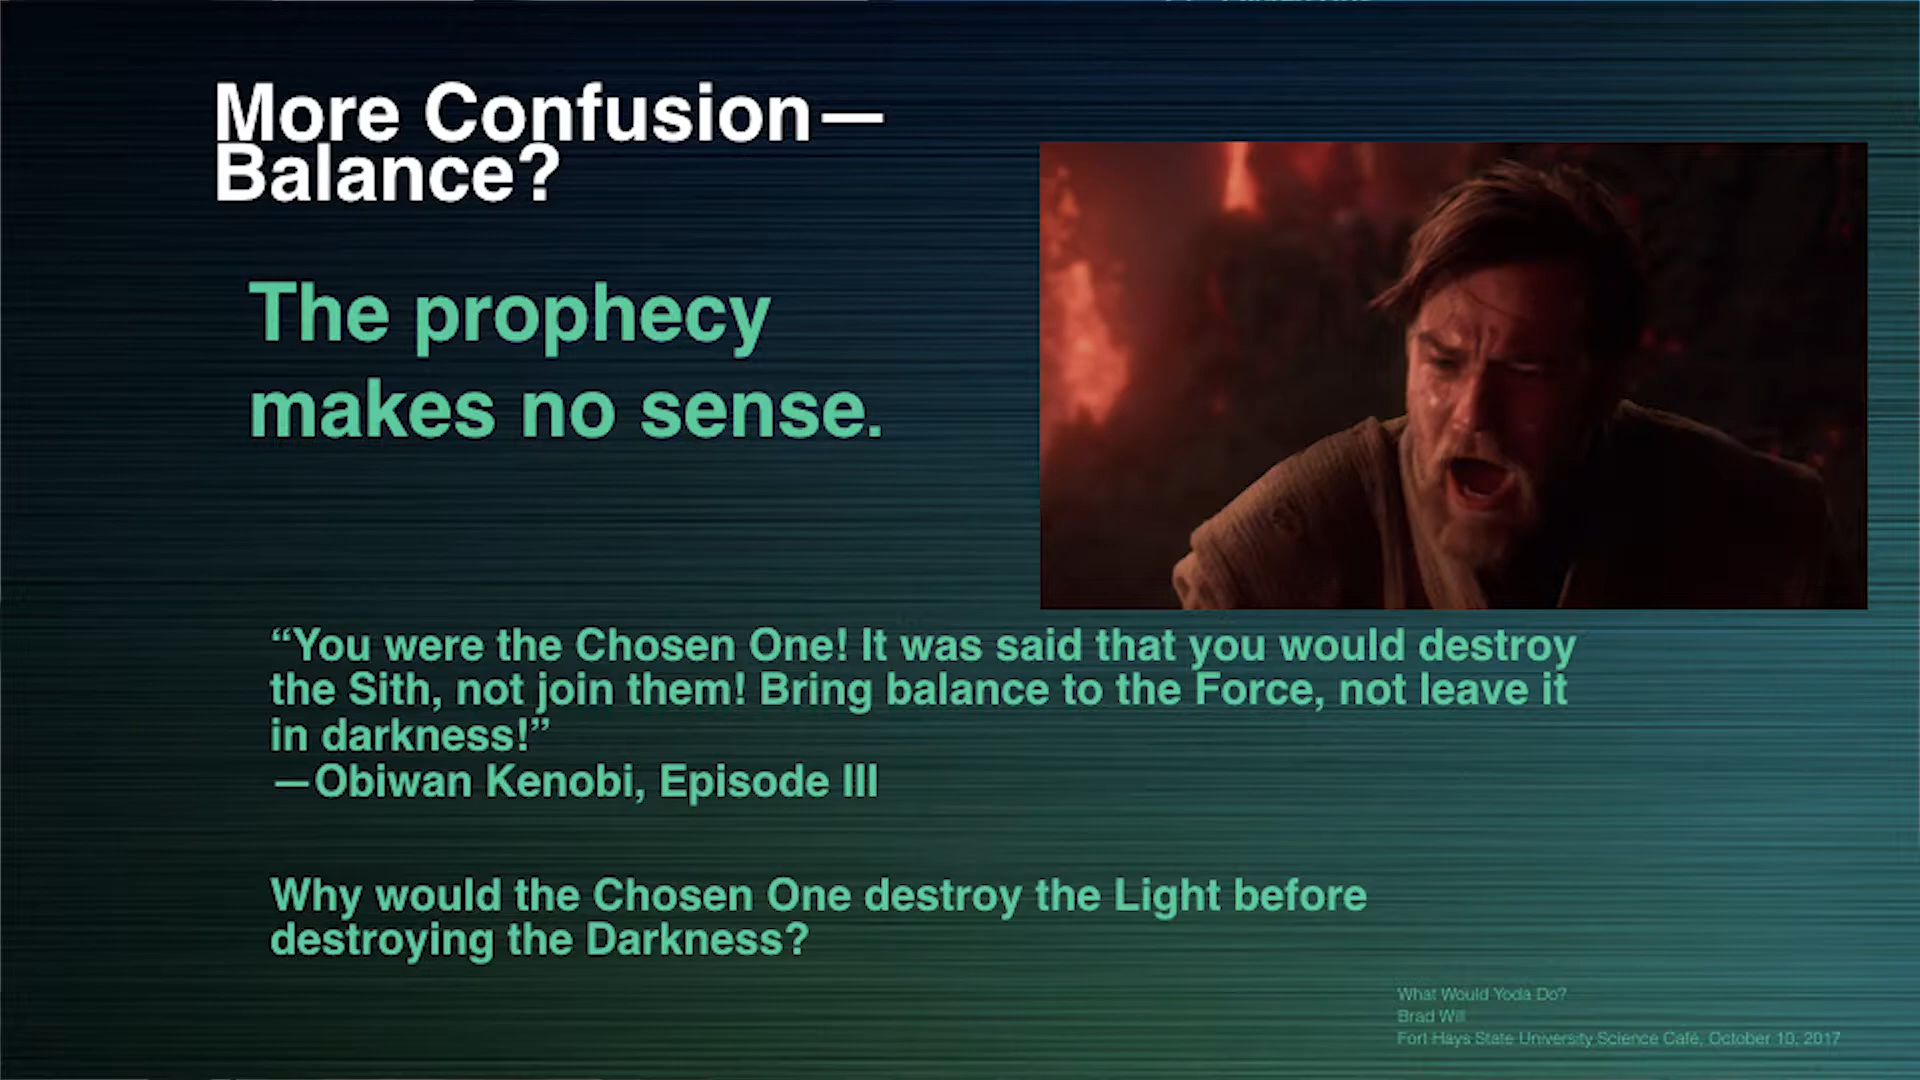 More Confusion—
Balance?
The prophecy
makes no sense.
“You were the Chosen One! It was said that you would destroy
the Sith, not join them! Bring balance to the Force, not leave it
in darkness!”
—Obiwan Kenobi, Episode III
Why would the Chosen One destroy the Light before
destroying the Darkness?
What Would Yoda Do?
Brad Will
Fort Hays State University Science Café, October 10, 2017